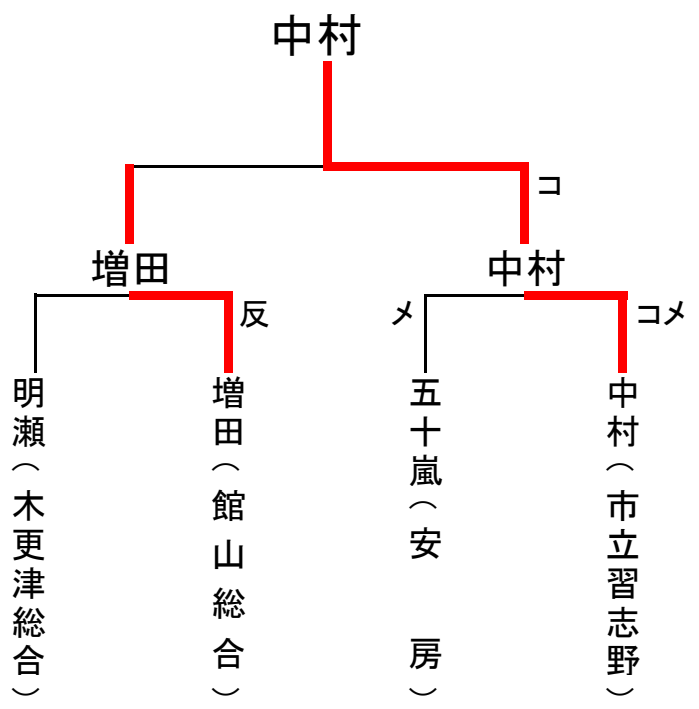 中村
コ
増田
中村
反
メ
コメ
明瀬（木更津総合）
増田（館山総合）
五十嵐（安　房）
中村（市立習志野）